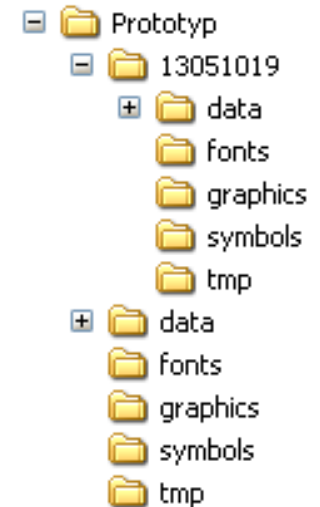 Prototyp
13051019
data
fonts
graphics
symbols
tmp
data
fonts
graphics
symbols
tmp